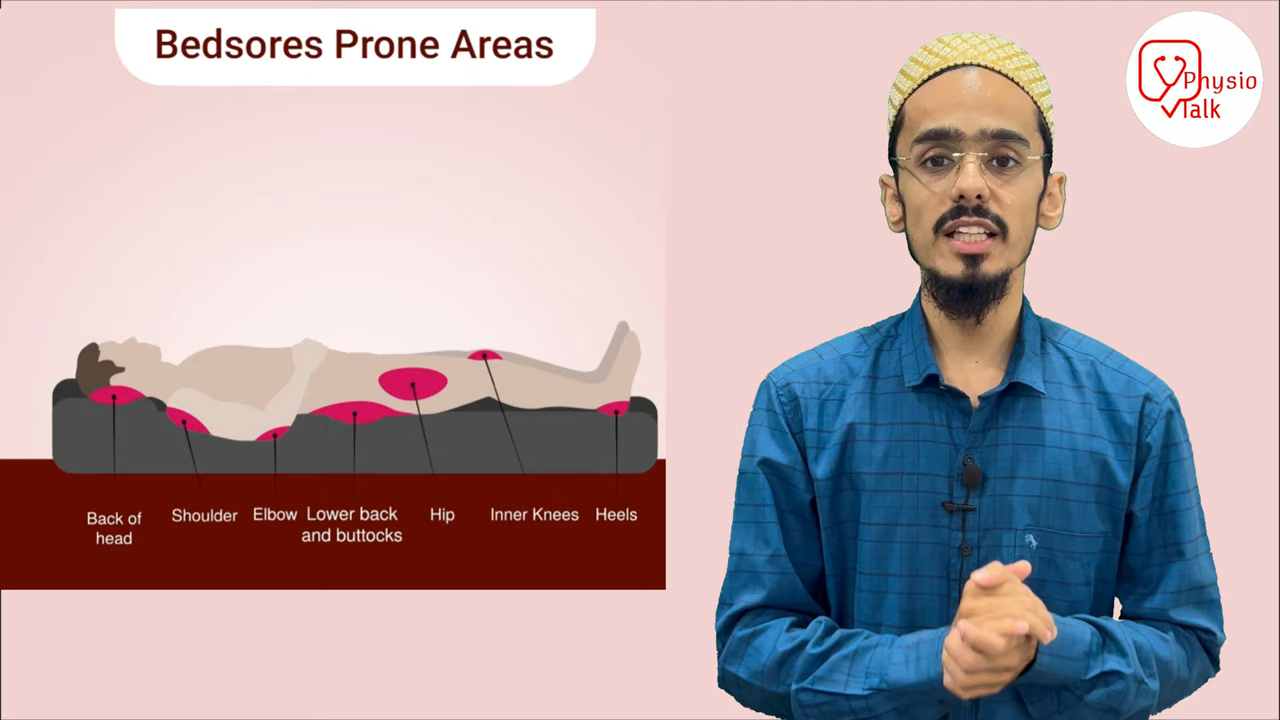 Bedsores Prone Areas
Physio
Talk
Back of
head
Shoulder
Elbow
Lower back
and buttocks
Hip
Inner Knees
Heels